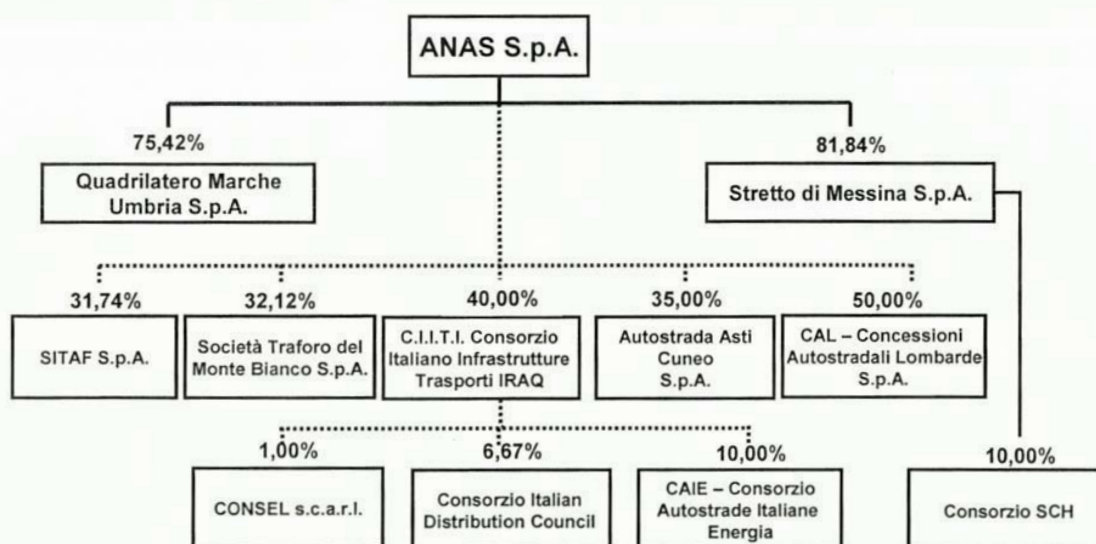 ANAS S.p.A.
75,42%
81,84%
Quadrilatero Marche
Umbria S.p.A.
Stretto di Messina S.p.A.
31,74%
32,12%
40,00%
35,00%
50,00%
SITAF S.p.A.
Società Traforo del
Monte Bianco S.p.A.
C.I.I.T.I. Consorzio
Italiano Infrastrutture
Trasporti IRAQ
Autostrada Asti
Cuneo
S.p.A.
CAL – Concessioni
Autostradali Lombarde
S.p.A.
1,00%
6,67%
10,00%
10,00%
CONSEL s.c.a.r.l.
Consorzio Italian
Distribution Council
CAIE – Consorzio
Autostrade Italiane
Energia
Consorzio SCH